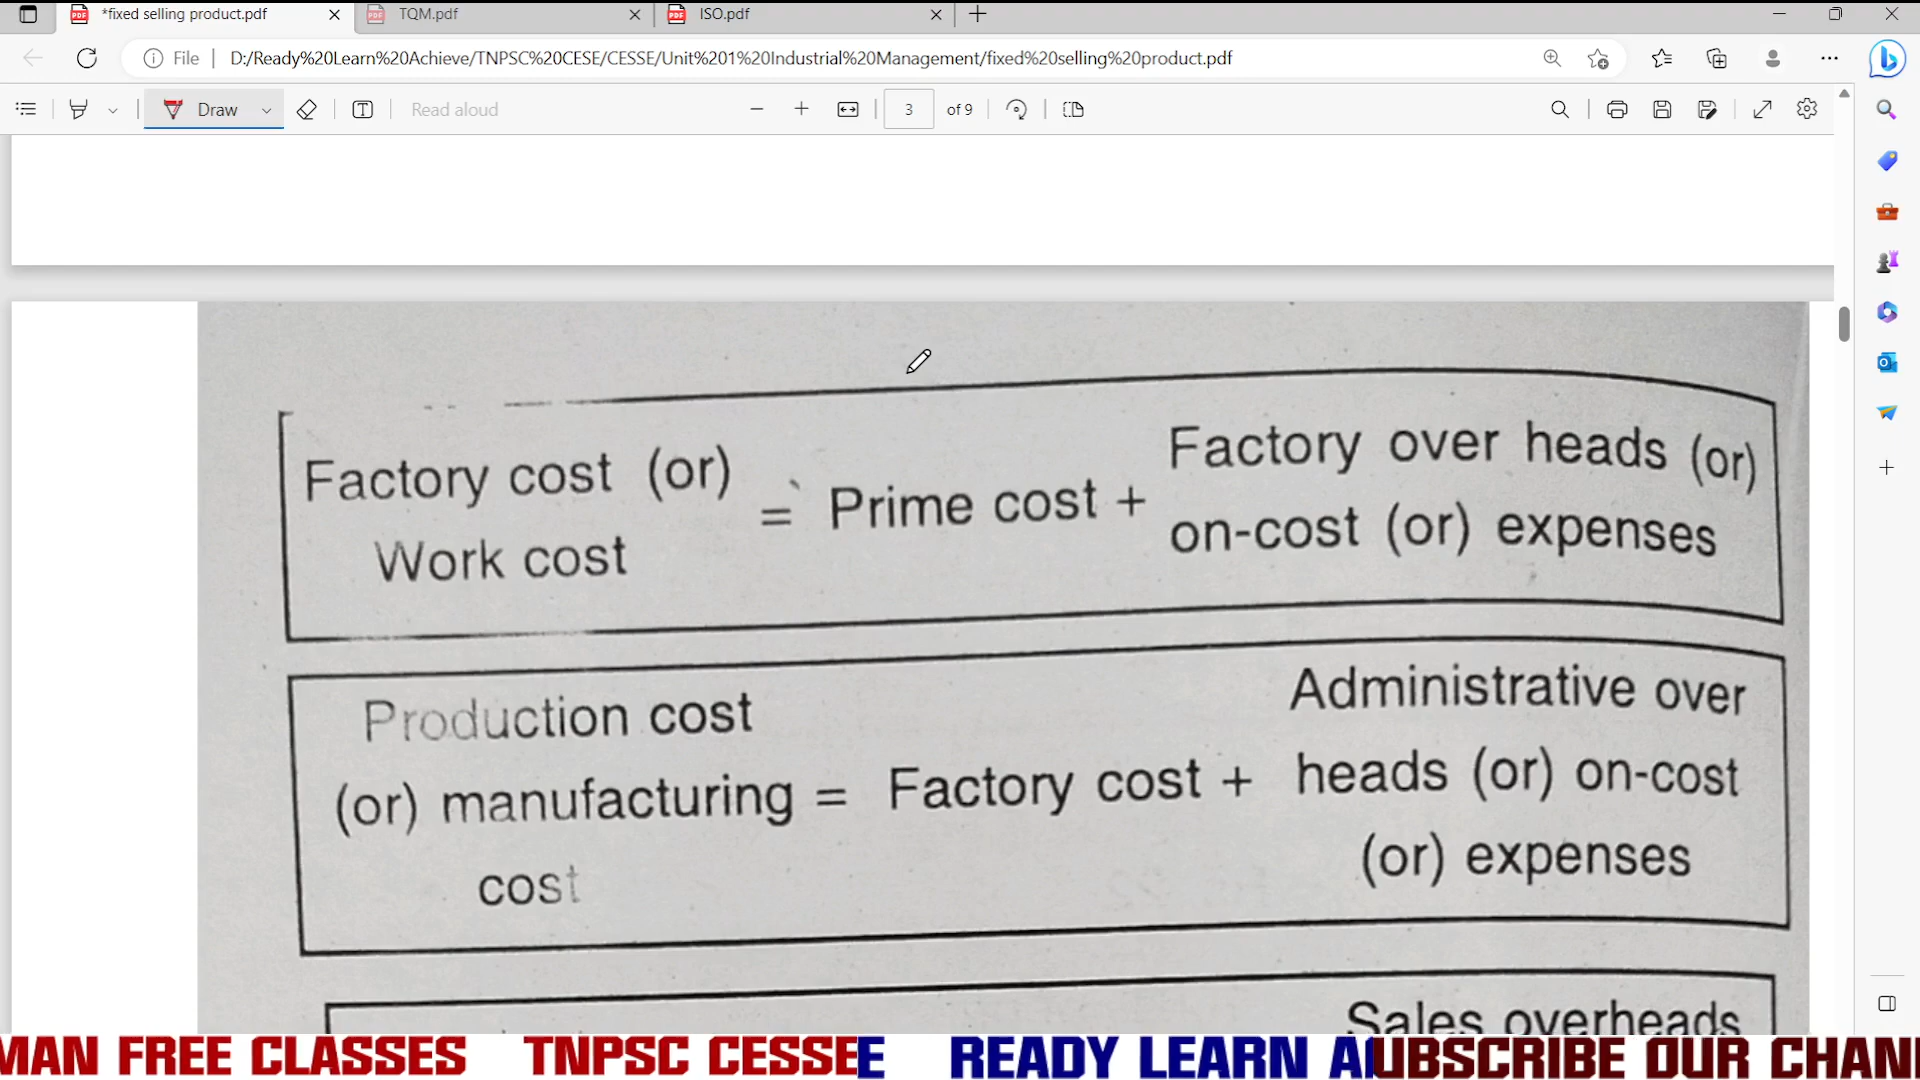 *fixed selling product.pdf
TQM.pdf
ISO.pdf
File
D:/Ready%20Learn%20Achieve/TNPSC%20CESE/CESSE/Unit%201%20Industrial%20Management/fixed%20selling%20product.pdf
Draw
Read aloud
3 of 9
Factory cost (or)
Work cost
= Prime cost +
Factory over heads (or)
on-cost (or) expenses
Production cost
(or) manufacturing
cost
= Factory cost +
Administrative over
heads (or) on-cost
(or) expenses
Sales overheads
MAN FREE CLASSES TNPSC CESSEE READY LEARN A UBSCRIBE OUR CHAN